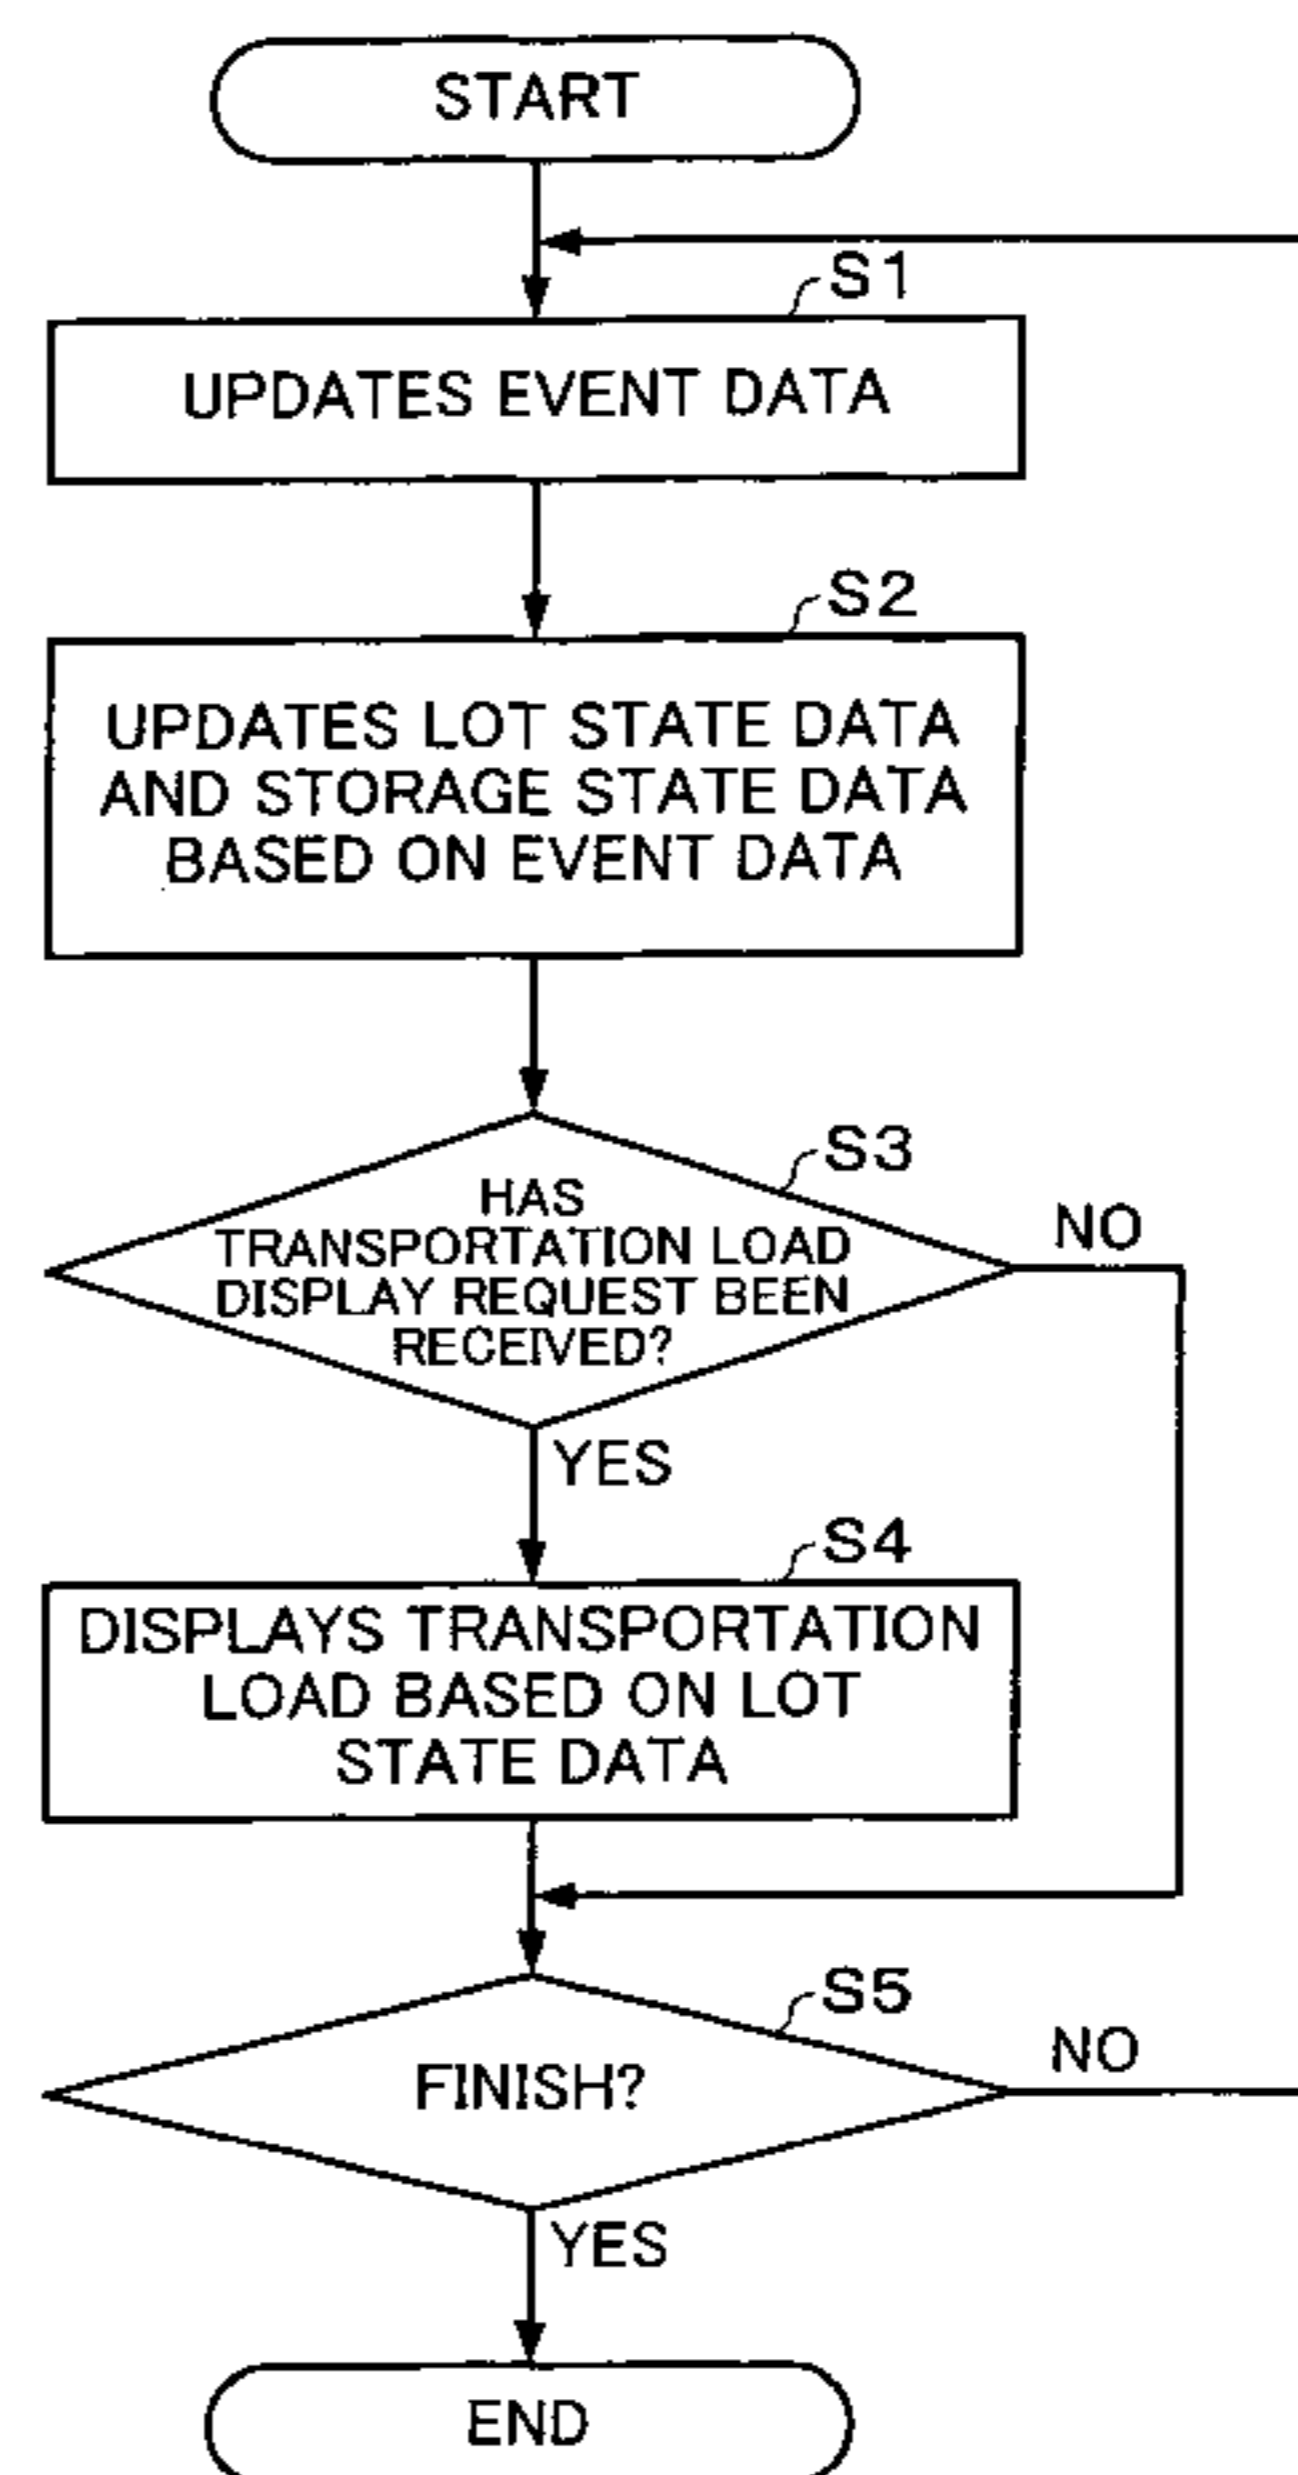 START
S1
UPDATES EVENT DATA
S2
UPDATES LOT STATE DATA
AND STORAGE STATE DATA
BASED ON EVENT DATA
S3
HAS
TRANSPORTATION LOAD
DISPLAY REQUEST BEEN
RECEIVED?
NO
YES
S4
DISPLAYS TRANSPORTATION
LOAD BASED ON LOT
STATE DATA
S5
FINISH?
NO
YES
END